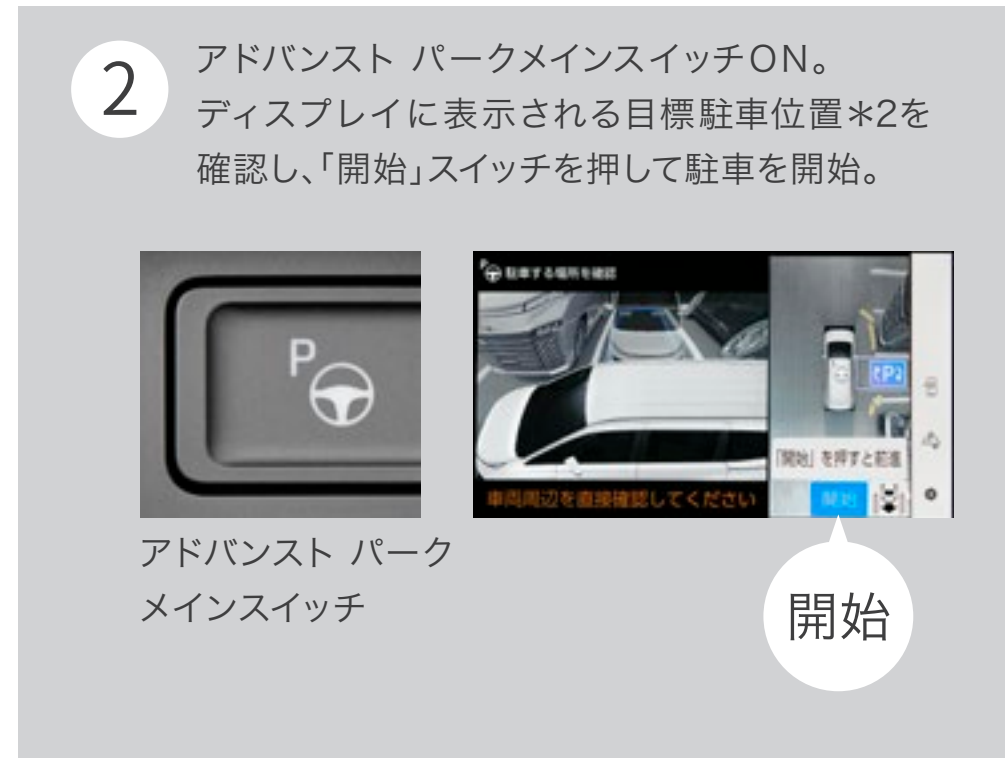 2
アドバンスト パークメインスイッチON。
ディスプレイに表示される目標駐車位置＊2を
確認し、「開始」スイッチを押して駐車を開始。
P
駐車する場所を確認
P
「開始」を押すと前進
車両周辺を直接確認してください
開始
アドバンスト パーク
メインスイッチ
開始